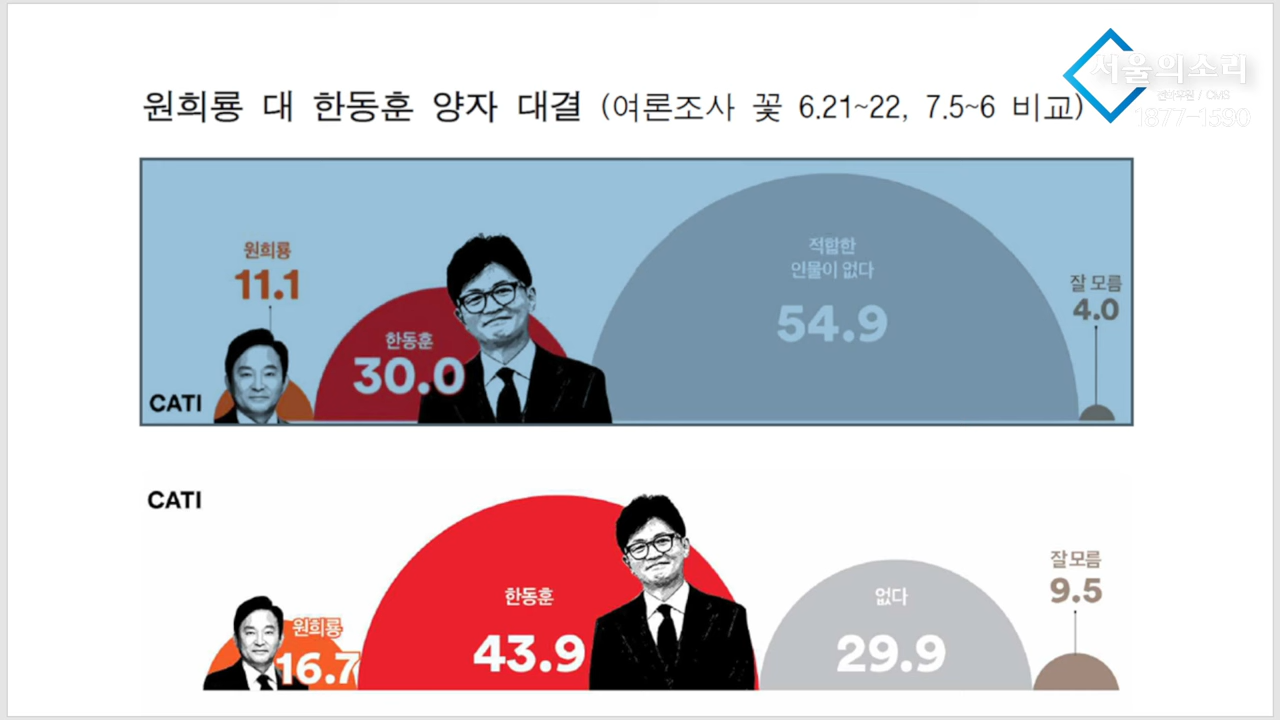 서울의소리
1877-1590
원희룡 대 한동훈 양자 대결 (여론조사 꽃 6.21~22, 7.5~6 비교)
원희룡
11.1
한동훈
30.0
적합한
인물이 없다
54.9
잘 모름
4.0
CATI
CATI
원희룡
16.7
한동훈
43.9
없다
29.9
잘 모름
9.5